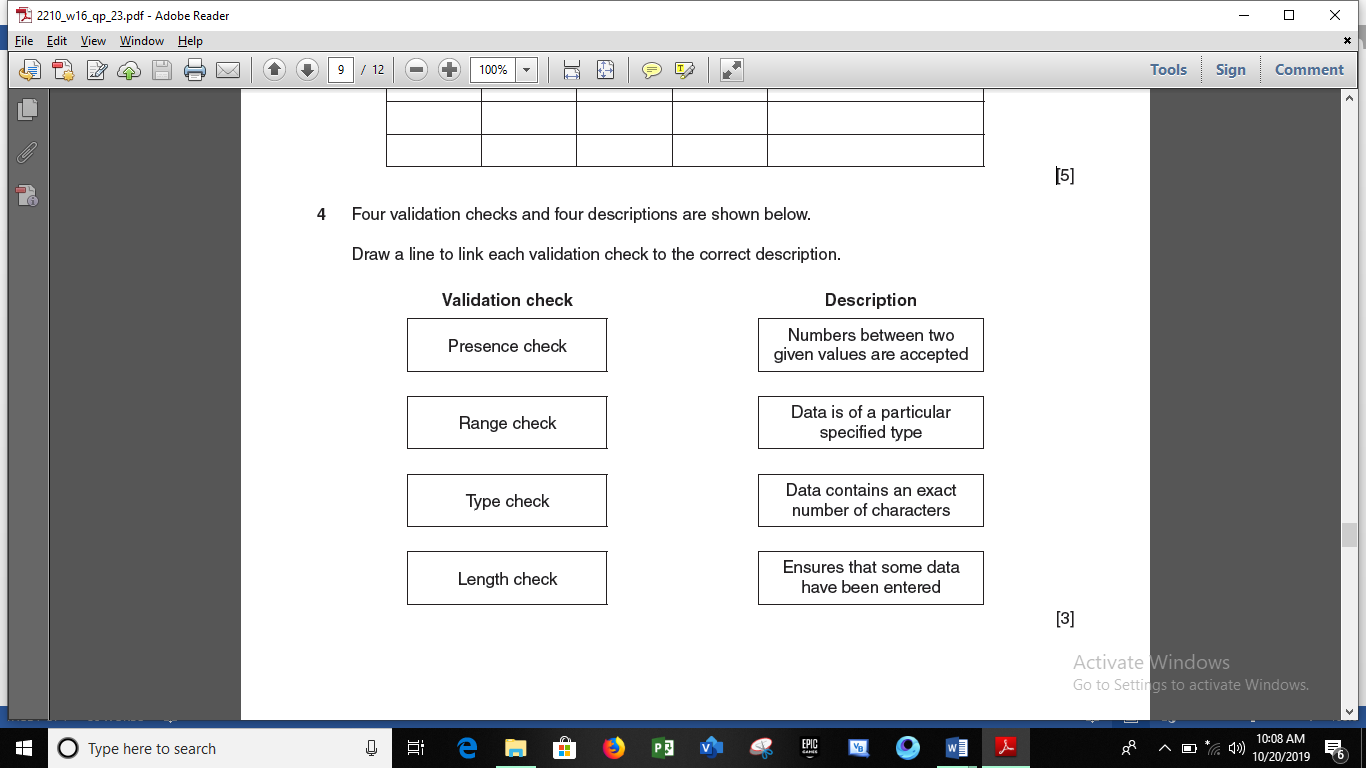 2210_w16_qp_23.pdf - Adobe Reader
File Edit View Window Help
9 / 12 100% Tools Sign Comment
[5]
4 Four validation checks and four descriptions are shown below.
Draw a line to link each validation check to the correct description.
Validation check Description
Presence check
Numbers between two
given values are accepted
Range check
Data is of a particular
specified type
Type check
Data contains an exact
number of characters
Length check
Ensures that some data
have been entered
[3]
Activate Windows
Go to Settings to activate Windows.
Type here to search
EPIC
GAMES
10:08 AM
10/20/2019
6